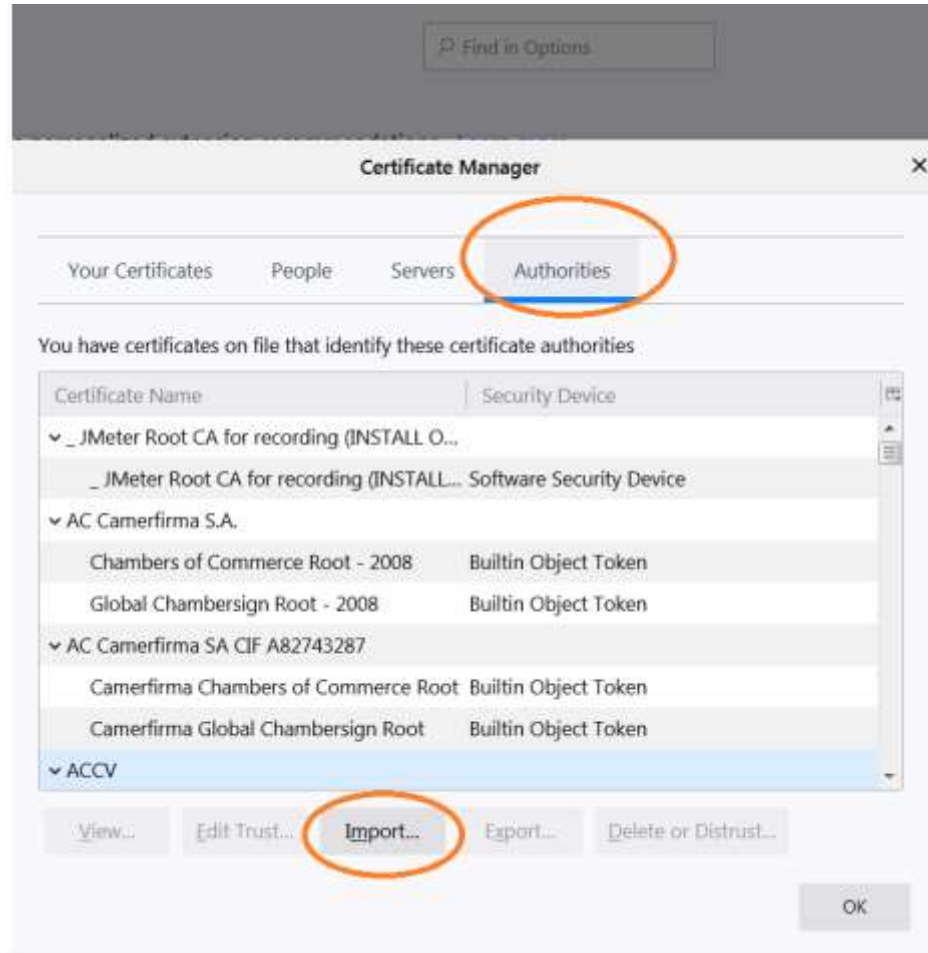 Find in Options
Certificate Manager
Your Certificates People Servers Authorities
You have certificates on file that identify these certificate authorities
Certificate Name Security Device
_ JMeter Root CA for recording (INSTALL O...
_ JMeter Root CA for recording (INSTALL... Software Security Device
AC Camerfirma S.A.
Chambers of Commerce Root - 2008 Builtin Object Token
Global Chambersign Root - 2008 Builtin Object Token
AC Camerfirma SA CIF A82743287
Camerfirma Chambers of Commerce Root Builtin Object Token
Camerfirma Global Chambersign Root Builtin Object Token
ACCV
View... Edit Trust... Import... Export... Delete or Distrust...
OK